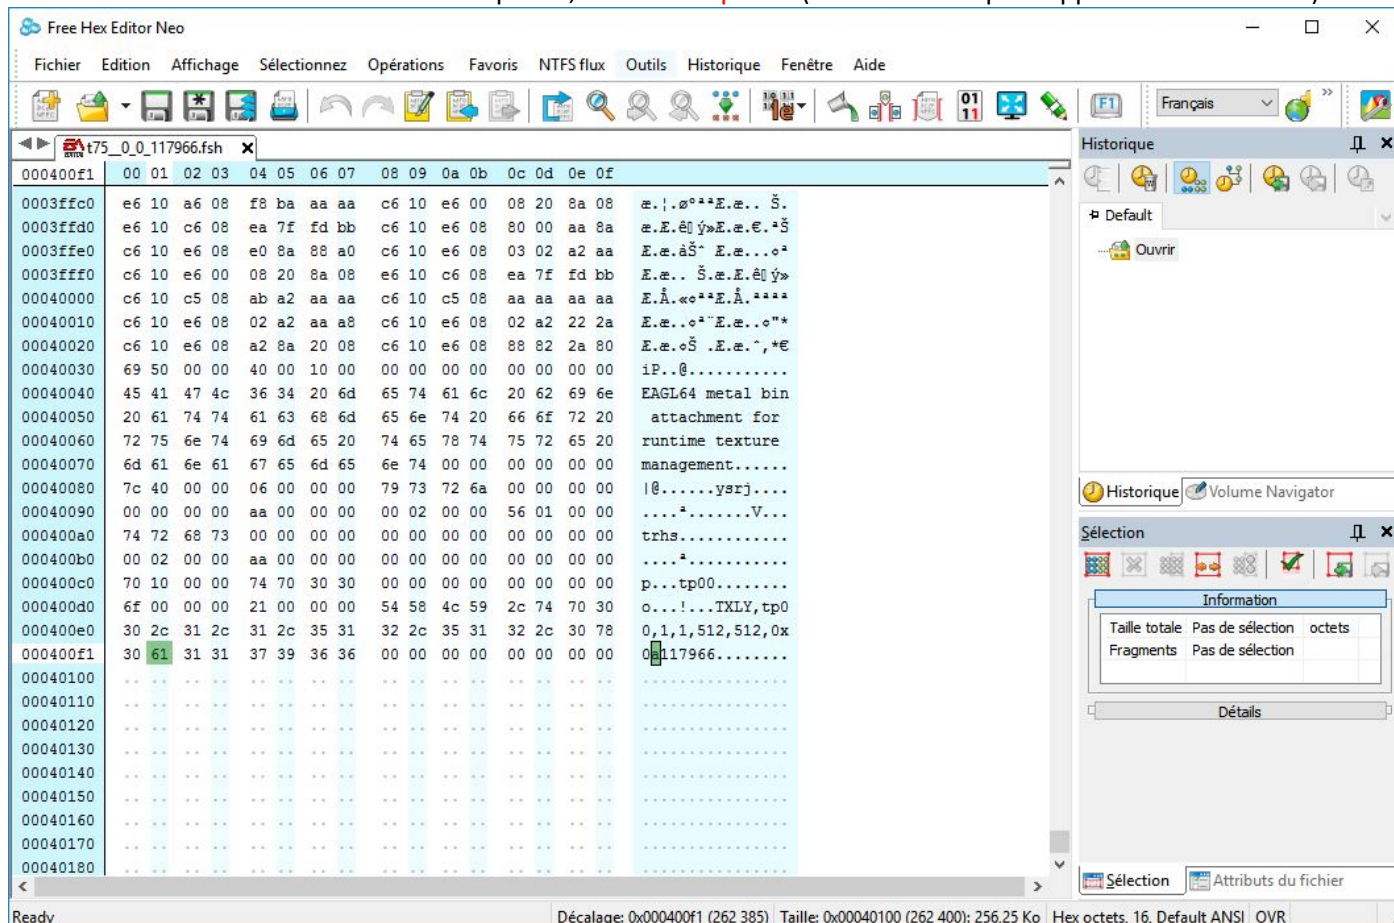 Free Hex Editor Neo
Fichier Edition Affichage Sélectionnez Opérations Favoris NTFS flux Outils Historique Fenêtre Aide
F1 Français
t75__0_0_117966.fsh
000400f1 00 01 02 03 04 05 06 07 08 09 0a 0b 0c 0d 0e 0f
0003ffc0 e6 10 a6 08 f8 ba aa aa c6 10 e6 00 08 20 8a 08 æ.¦.øºªªÆ.æ.. Š.
0003ffd0 e6 10 c6 08 ea 7f fd bb c6 10 e6 08 80 00 aa 8a
0003ffe0 c6 10 e6 08 e0 8a 88 a0 c6 10 e6 08 03 02 a2 aa
0003fff0 c6 10 e6 00 08 20 8a 08 e6 10 c6 08 ea 7f fd bb
00040000 c6 10 c5 08 ab a2 aa aa c6 10 c5 08 aa aa aa aa
00040010 c6 10 e6 08 02 a2 aa a8 c6 10 e6 08 02 a2 22 2a
00040020 c6 10 e6 08 a2 8a 20 08 c6 10 e6 08 88 82 2a 80
00040030 69 50 00 00 40 00 10 00 00 00 00 00 00 00 00 00 iP..@...........
00040040 45 41 47 4c 36 34 20 6d 65 74 61 6c 20 62 69 6e EAGL64 metal bin
00040050 20 61 74 74 61 63 68 6d 65 6e 74 20 66 6f 72 20 attachment for
00040060 72 75 6e 74 69 6d 65 20 74 65 78 74 75 72 65 20 runtime texture
00040070 6d 61 6e 61 67 65 6d 65 6e 74 00 00 00 00 00 00 management......
00040080 7c 40 00 00 06 00 00 00 79 73 72 6a 00 00 00 00 |@......ysrj....
00040090 00 00 00 00 aa 00 00 00 00 02 00 00 56 01 00 00 ....ª.......V...
000400a0 74 72 68 73 00 00 00 00 00 00 00 00 00 00 00 00 trhs............
000400b0 00 02 00 00 aa 00 00 00 00 00 00 00 00 00 00 00 ....ª...........
000400c0 70 10 00 00 74 70 30 30 00 00 00 00 00 00 00 00 p...tp00........
000400d0 6f 00 00 00 21 00 00 00 54 58 4c 59 2c 74 70 30 o...!...TXLY,tp0
000400e0 30 2c 31 2c 31 2c 35 31 32 2c 35 31 32 2c 30 78 0,1,1,512,512,0x
000400f1 30 61 31 31 37 39 36 36 00 00 00 00 00 00 00 00 0a117966........
00040100
00040110
00040120
00040130
00040140
00040150
00040160
00040170
00040180
Historique
Default
Ouvrir
Historique Volume Navigator
Sélection
Information
Taille totale Pas de sélection octets
Fragments Pas de sélection
Détails
Sélection Attributs du fichier
Ready Décalage: 0x000400f1 (262 385) Taille: 0x00040100 (262 400): 256,25 Ko Hex octets, 16, Default ANSI OVR